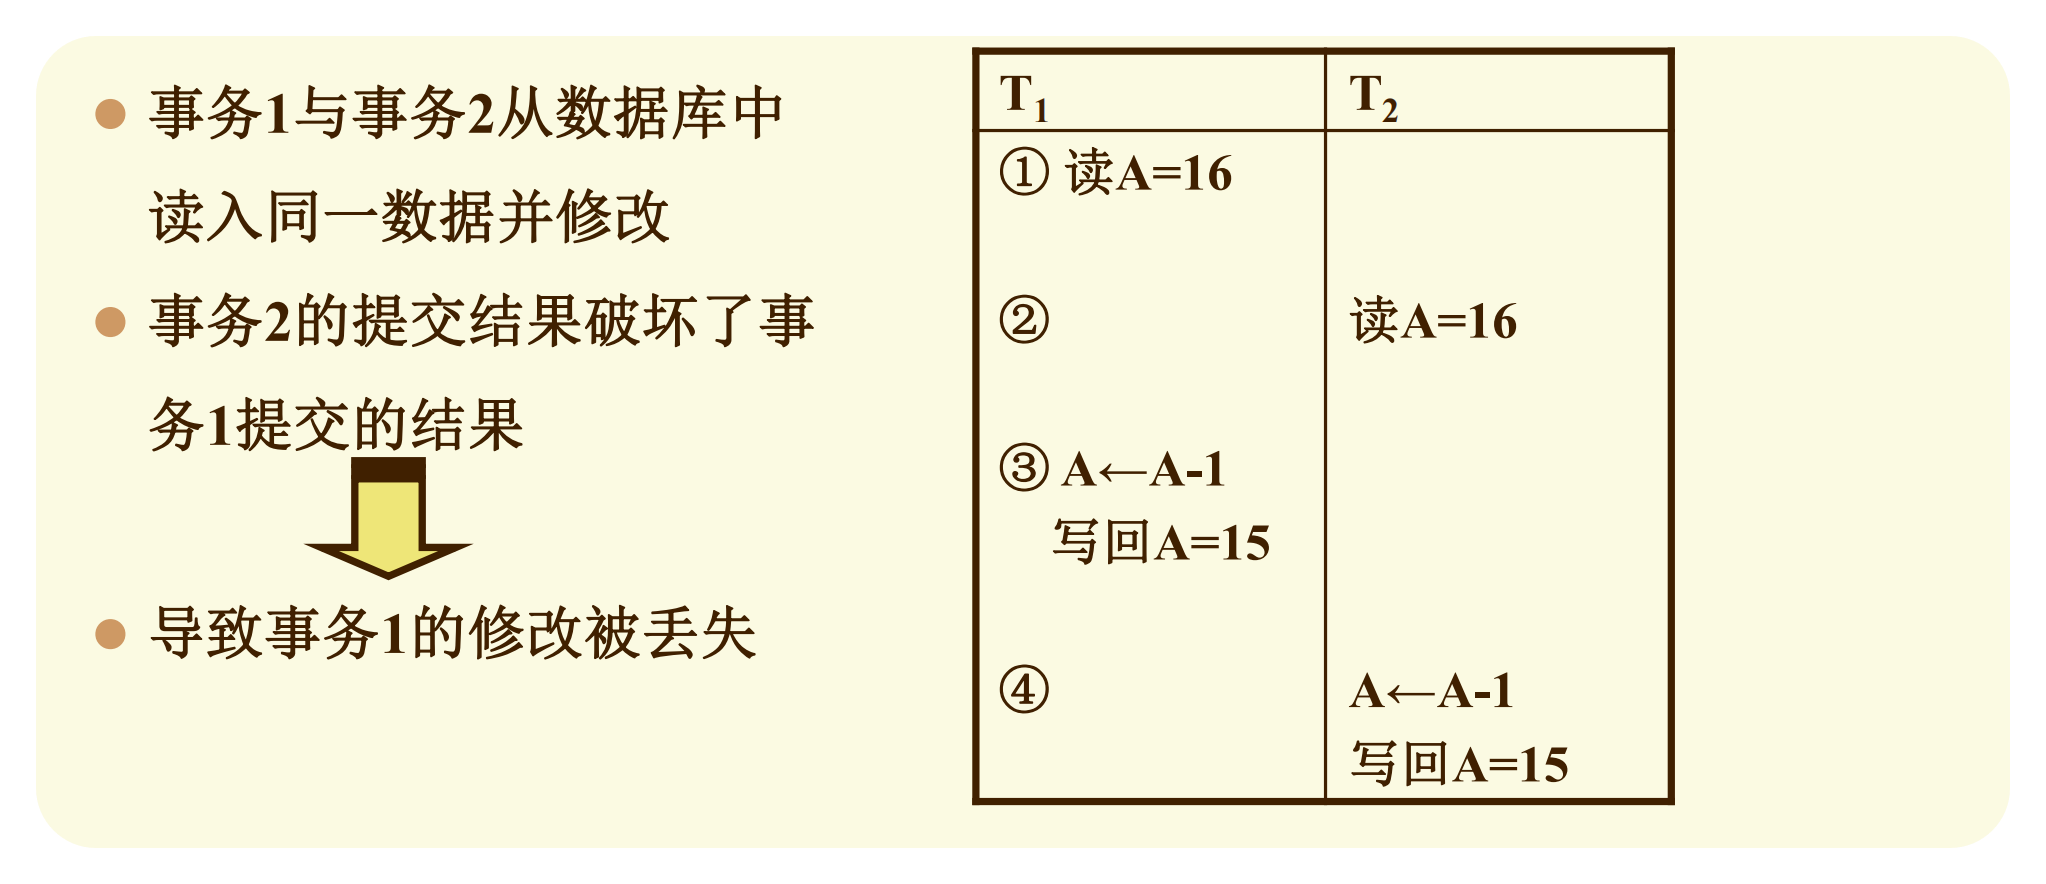 事务1与事务2从数据库中
读入同一数据并修改
事务2的提交结果破坏了事
务1提交的结果
导致事务1的修改被丢失
T₁ T₂
① 读A=16
② 读A=16
③ A←A-1
写回A=15
④ A←A-1
写回A=15